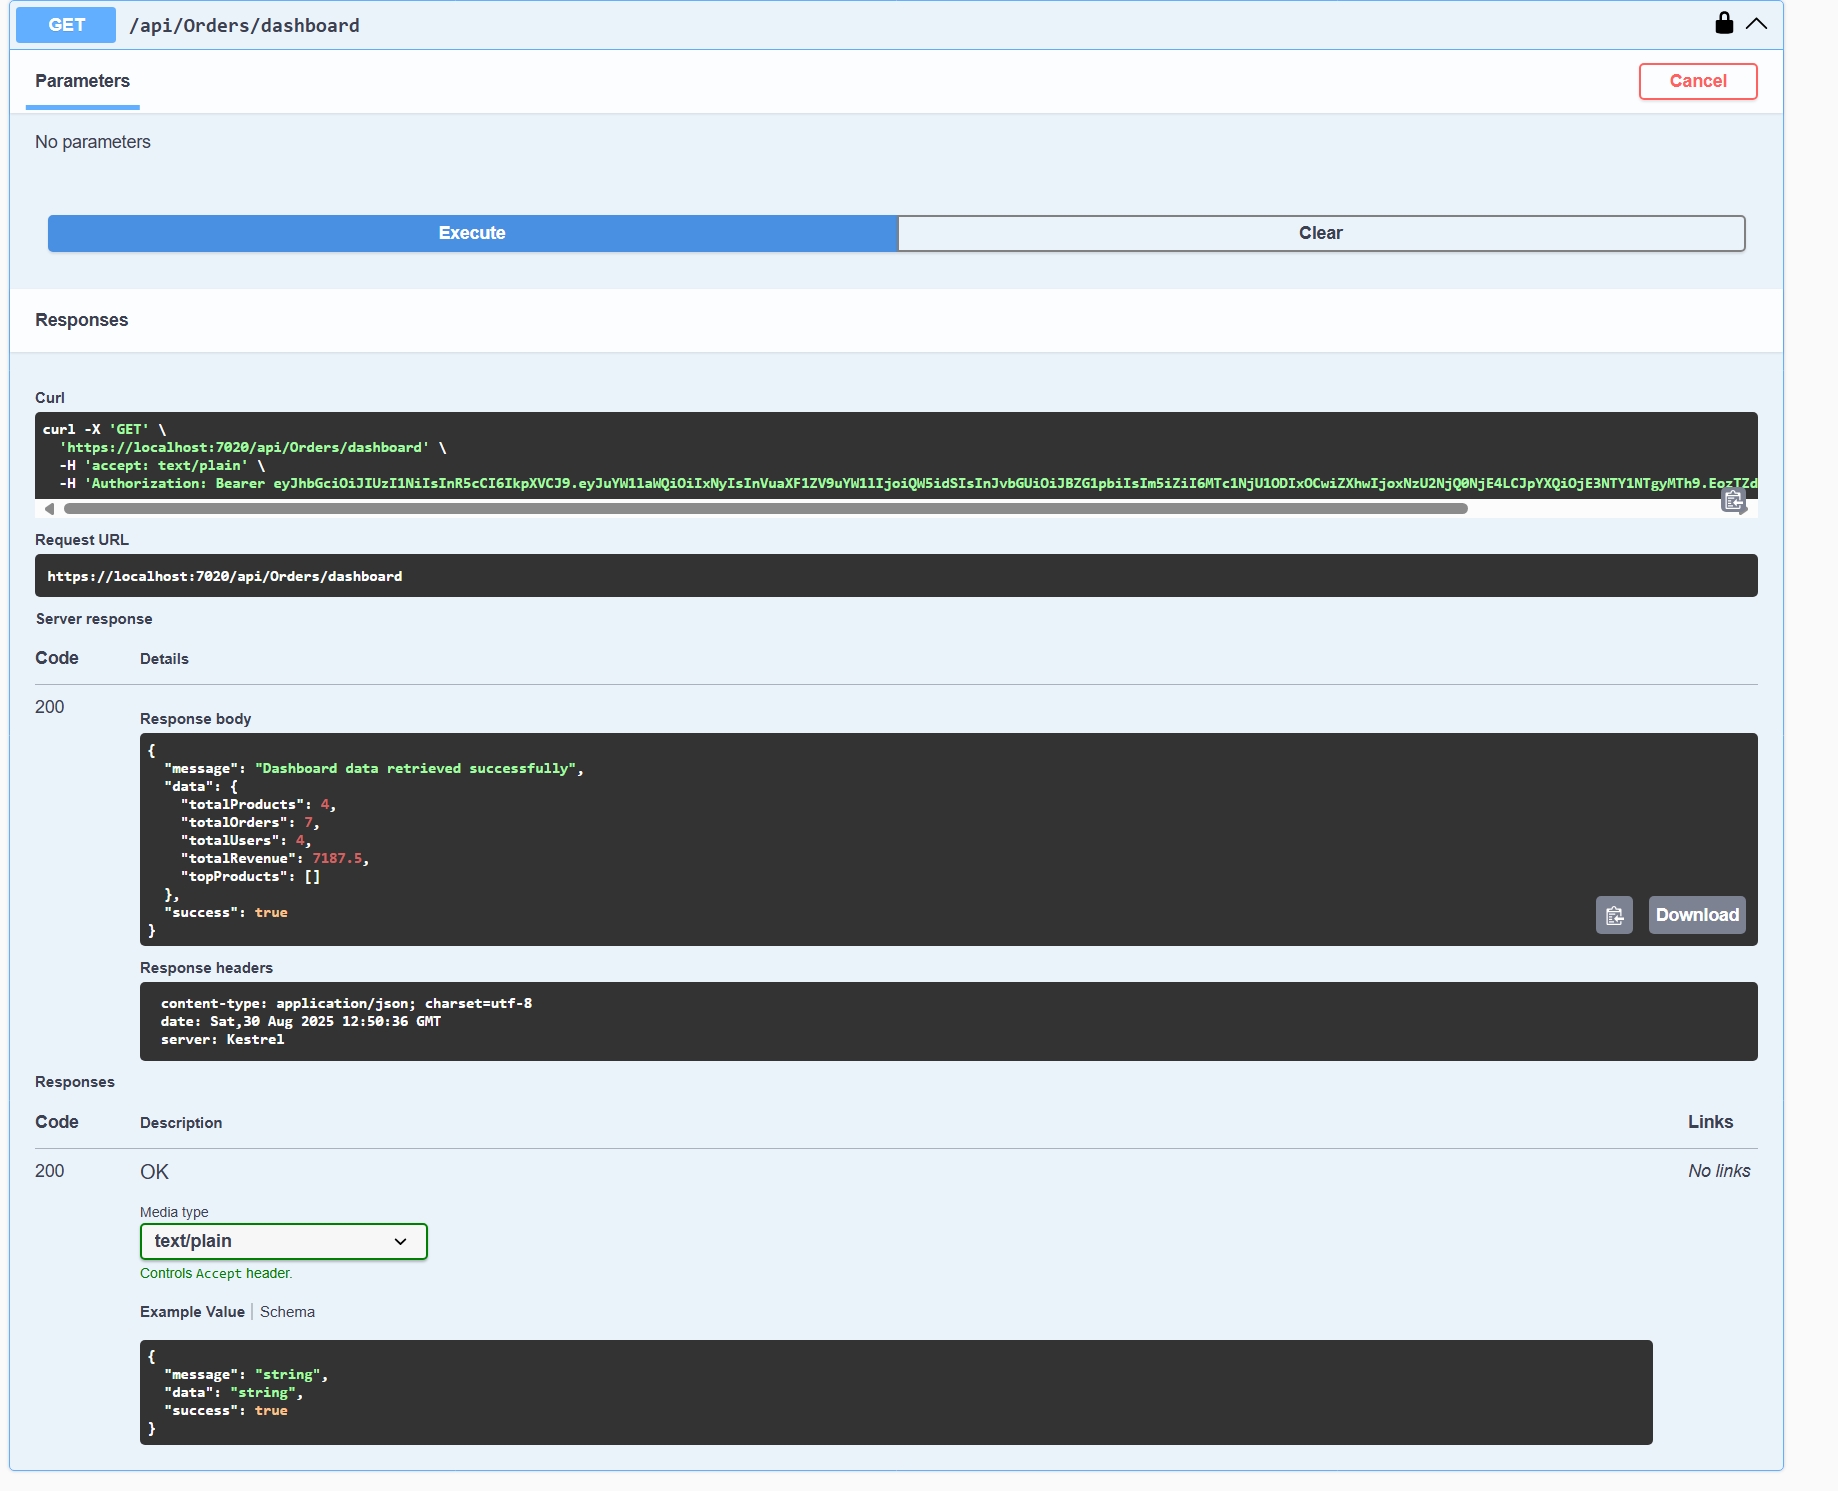 GET /api/Orders/dashboard
Parameters
Cancel
No parameters
Execute
Clear
Responses
Curl
curl -X 'GET' \
  'https://localhost:7020/api/Orders/dashboard' \
  -H 'accept: text/plain' \
  -H 'Authorization: Bearer
Request URL
https://localhost:7020/api/Orders/dashboard
Server response
Code Details
200
Response body
{
  "message": "Dashboard data retrieved successfully",
  "data": {
    "totalProducts": 4,
    "totalOrders": 7,
    "totalUsers": 4,
    "totalRevenue": 7187.5,
    "topProducts": []
  },
  "success": true
}
Download
Response headers
content-type: application/json; charset=utf-8
date: Sat,30 Aug 2025 12:50:36 GMT
server: Kestrel
Responses
Code Description Links
200 OK No links
Media type
text/plain
Controls Accept header.
Example Value | Schema
{
  "message": "string",
  "data": "string",
  "success": true
}